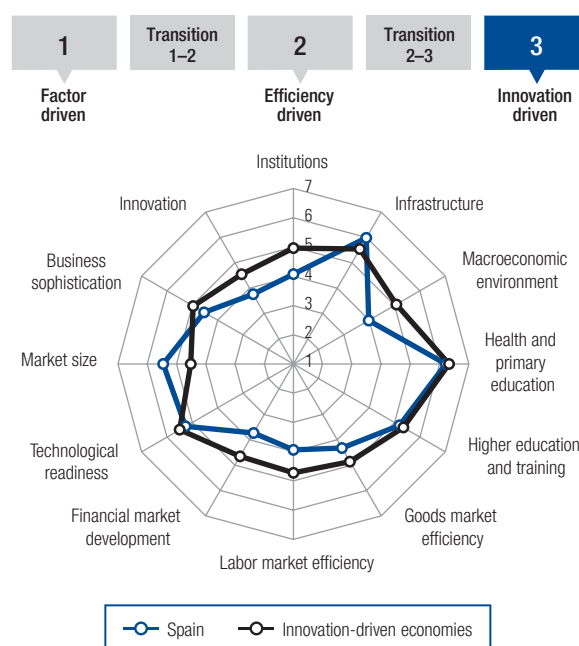 1
Transition
1–2
2
Transition
2–3
3
Factor
driven
Efficiency
driven
Innovation
driven
Institutions
7
6
5
4
3
2
1
Infrastructure
Macroeconomic
environment
Health and
primary
education
Higher education
and training
Goods market
efficiency
Labor market efficiency
Financial market
development
Technological
readiness
Market size
Business
sophistication
Innovation
Spain
Innovation-driven economies